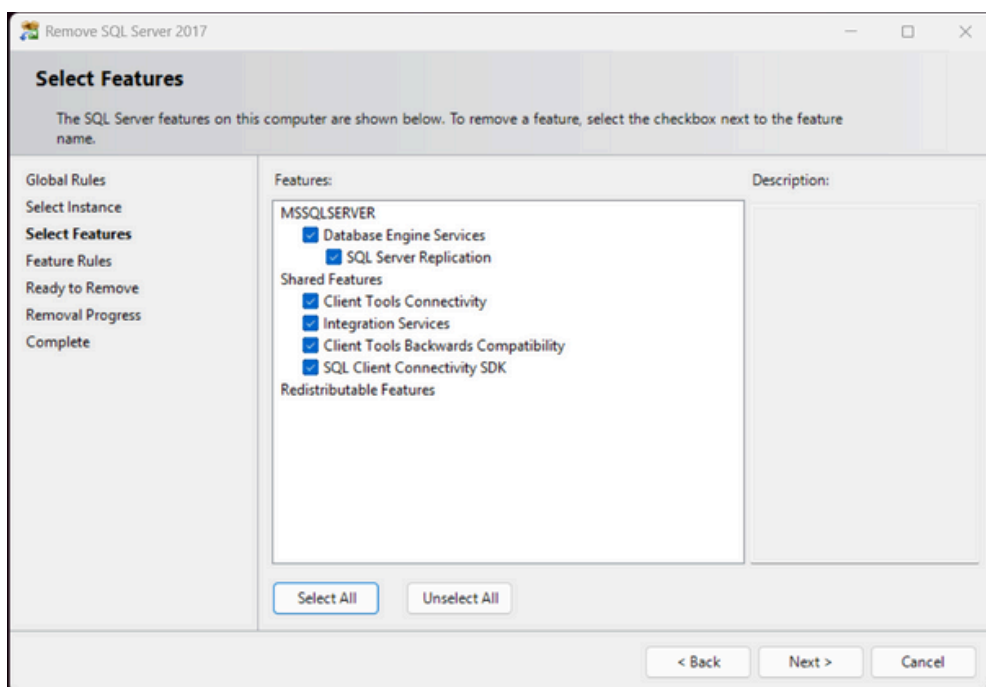 Remove SQL Server 2017
Select Features
The SQL Server features on this computer are shown below. To remove a feature, select the checkbox next to the feature
name.
Global Rules
Select Instance
Select Features
Feature Rules
Ready to Remove
Removal Progress
Complete
Features:
MSSQLSERVER
Database Engine Services
SQL Server Replication
Shared Features
Client Tools Connectivity
Integration Services
Client Tools Backwards Compatibility
SQL Client Connectivity SDK
Redistributable Features
Description:
Select All
Unselect All
< Back
Next >
Cancel